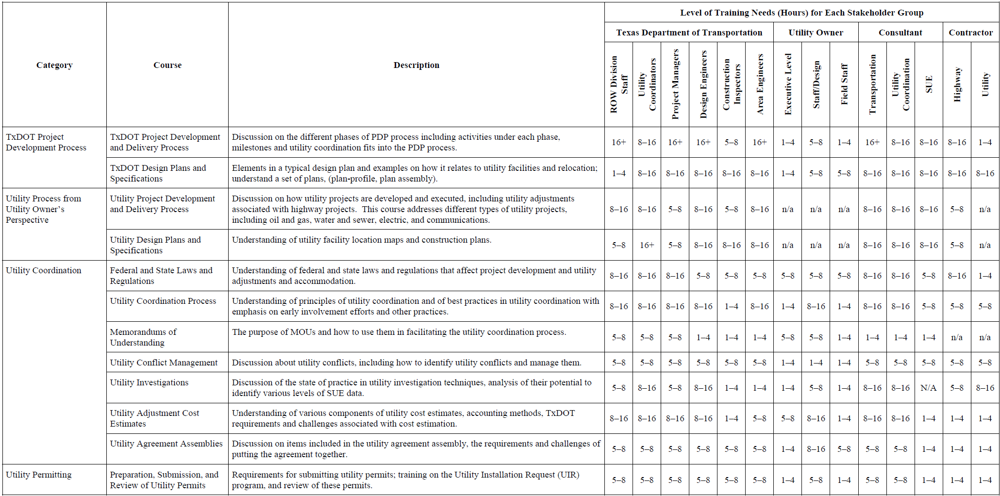 Category
Course
Description
Level of Training Needs (Hours) for Each Stakeholder Group
Texas Department of Transportation
Utility Owner
Consultant
Contractor
ROW Division
Staff
Utility
Coordinators
Project Managers
Design Engineers
Construction
Inspectors
Area Engineers
Executive Level
Staff/Design
Field Staff
Transportation
Utility
Coordination
SUE
Highway
Utility
TxDOT Project
Development Process
TxDOT Project Development
and Delivery Process
Discussion on the different phases of PDP process including activities under each phase,
milestones and utility coordination fits into the PDP process.
16+ 8–16 16+ 16+ 5–8 16+ 1–4 5–8 1–4 16+ 8–16 8–16 8–16 1–4
TxDOT Design Plans and
Specifications
Elements in a typical design plan and examples on how it relates to utility facilities and relocation;
understand a set of plans, (plan-profile, plan assembly).
1–4 8–16 8–16 8–16 8–16 8–16 1–4 5–8 5–8 8–16 8–16 8–16 8–16 8–16
Utility Process from
Utility Owner’s
Perspective
Utility Project Development
and Delivery Process
Discussion on how utility projects are developed and executed, including utility adjustments
associated with highway projects.  This course addresses different types of utility projects,
including oil and gas, water and sewer, electric, and communications.
8–16 8–16 5–8 8–16 5–8 8–16 n/a n/a n/a 8–16 8–16 8–16 5–8 n/a
Utility Design Plans and
Specifications
Understanding of utility facility location maps and construction plans.
5–8 16+ 5–8 8–16 8–16 8–16 n/a n/a n/a 8–16 8–16 8–16 5–8 n/a
Utility Coordination
Federal and State Laws and
Regulations
Understanding of federal and state laws and regulations that affect project development and utility
adjustments and accommodation.
8–16 8–16 8–16 5–8 5–8 5–8 5–8 5–8 5–8 8–16 8–16 5–8 8–16 1–4
Utility Coordination Process
Understanding of principles of utility coordination and of best practices in utility coordination with
emphasis on early involvement efforts and other practices.
8–16 8–16 8–16 8–16 1–4 8–16 1–4 8–16 1–4 8–16 8–16 5–8 5–8 5–8
Memorandums of
Understanding
The purpose of MOUs and how to use them in facilitating the utility coordination process.
5–8 5–8 5–8 1–4 1–4 1–4 5–8 5–8 1–4 1–4 1–4 1–4 n/a n/a
Utility Conflict Management
Discussion about utility conflicts, including how to identify utility conflicts and manage them.
5–8 5–8 5–8 5–8 5–8 5–8 1–4 1–4 1–4 5–8 5–8 5–8 5–8 5–8
Utility Investigations
Discussion of the state of practice in utility investigation techniques, analysis of their potential to
identify various levels of SUE data.
5–8 8–16 5–8 8–16 1–4 1–4 1–4 5–8 1–4 8–16 8–16 N/A 5–8 8–16
Utility Adjustment Cost
Estimates
Understanding of various components of utility cost estimates, accounting methods, TxDOT
requirements and challenges associated with cost estimation.
8–16 8–16 8–16 8–16 1–4 5–8 5–8 8–16 1–4 8–16 8–16 1–4 1–4 1–4
Utility Agreement Assemblies
Discussion on items included in the utility agreement assembly, the requirements and challenges of
putting the agreement together.
5–8 5–8 5–8 5–8 5–8 5–8 1–4 8–16 5–8 5–8 5–8 1–4 1–4 1–4
Utility Permitting
Preparation, Submission, and
Review of Utility Permits
Requirements for submitting utility permits; training on the Utility Installation Request (UIR)
program, and review of these permits.
5–8 5–8 5–8 5–8 5–8 5–8 1–4 5–8 1–4 5–8 5–8 1–4 1–4 1–4